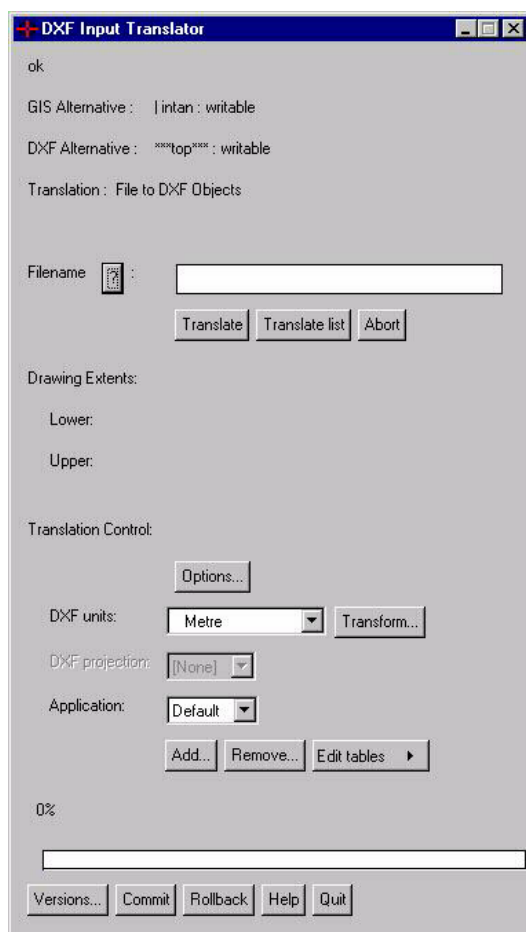 DXF Input Translator
ok
GIS Alternative : | intan : writable
DXF Alternative : ***top*** : writable
Translation : File to DXF Objects
Filename ? :
Translate Translate list Abort
Drawing Extents:
Lower:
Upper:
Translation Control:
Options...
DXF units: Metre Transform...
DXF projection: [None]
Application: Default
Add... Remove... Edit tables
0%
Versions... Commit Rollback Help Quit